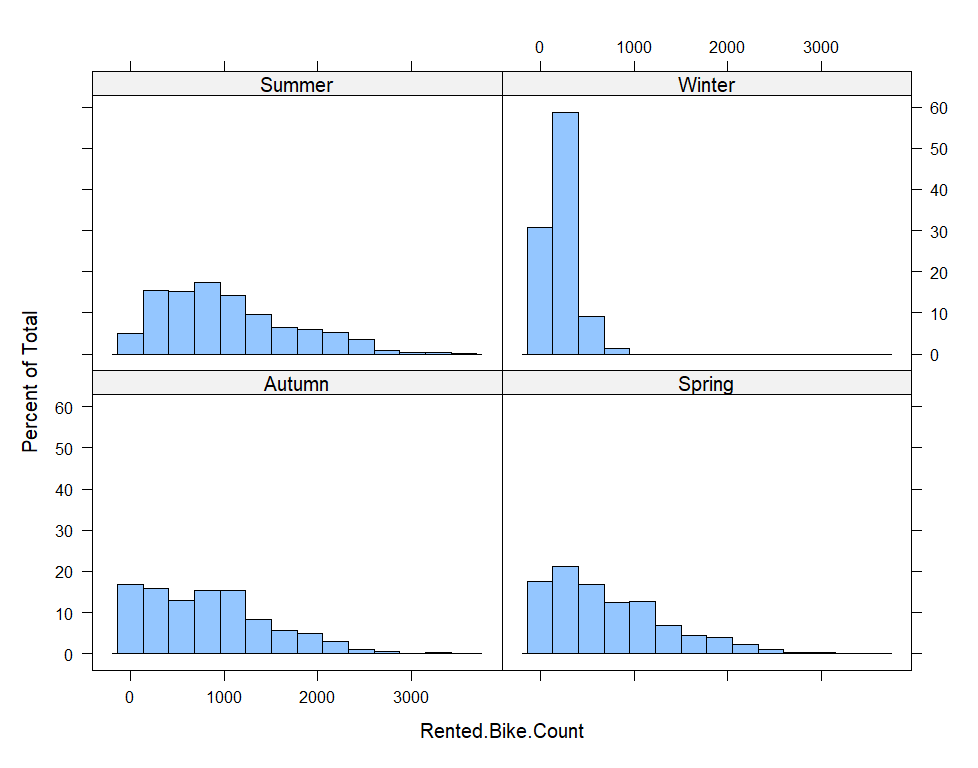 0 1000 2000 3000
Summer Winter
60
50
40
30
20
10
0
Percent of Total
Autumn Spring
60
50
40
30
20
10
0
0 1000 2000 3000
Rented.Bike.Count